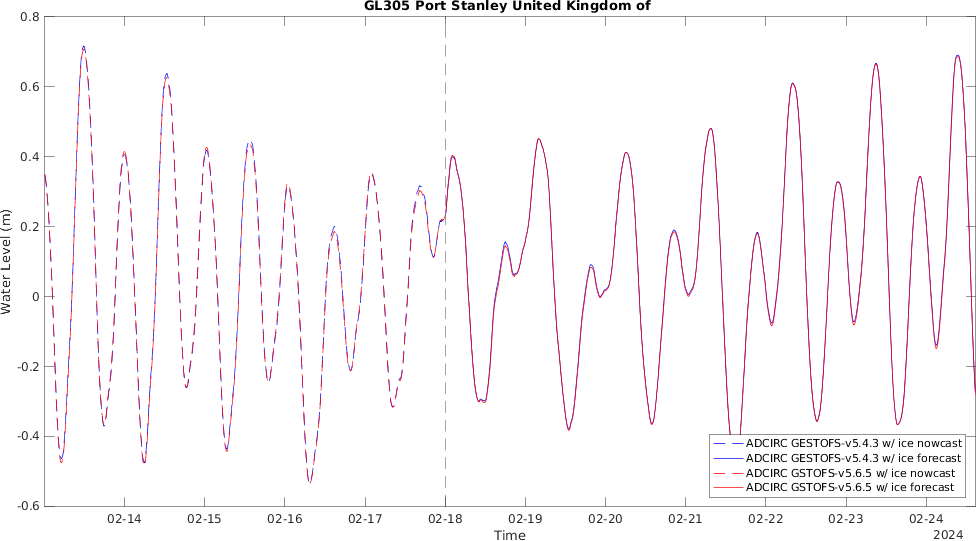 GL305 Port Stanley United Kingdom of
0.8
0.6
0.4
0.2
0
-0.2
-0.4
-0.6
Water Level (m)
ADCIRC GESTOFS-v5.4.3 w/ ice nowcast
ADCIRC GESTOFS-v5.4.3 w/ ice forecast
ADCIRC GSTOFS-v5.6.5 w/ ice nowcast
ADCIRC GSTOFS-v5.6.5 w/ ice forecast
02-14 02-15 02-16 02-17 02-18 02-19 02-20 02-21 02-22 02-23 02-24
Time
2024